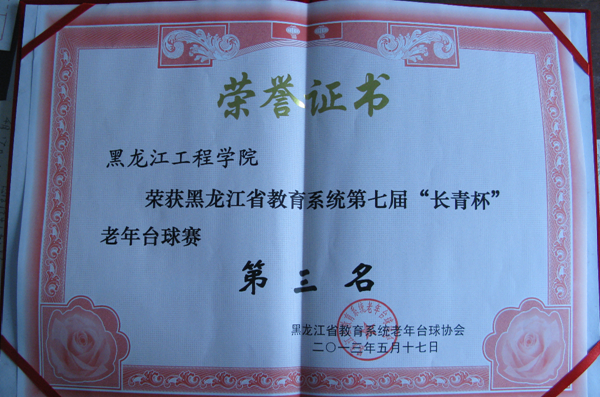 荣誉证书
黑龙江工程学院
荣获黑龙江省教育系统第七届“长青杯”
老年台球赛
第三名
黑龙江省教育系统老年台球协会
二〇一三年五月十七日